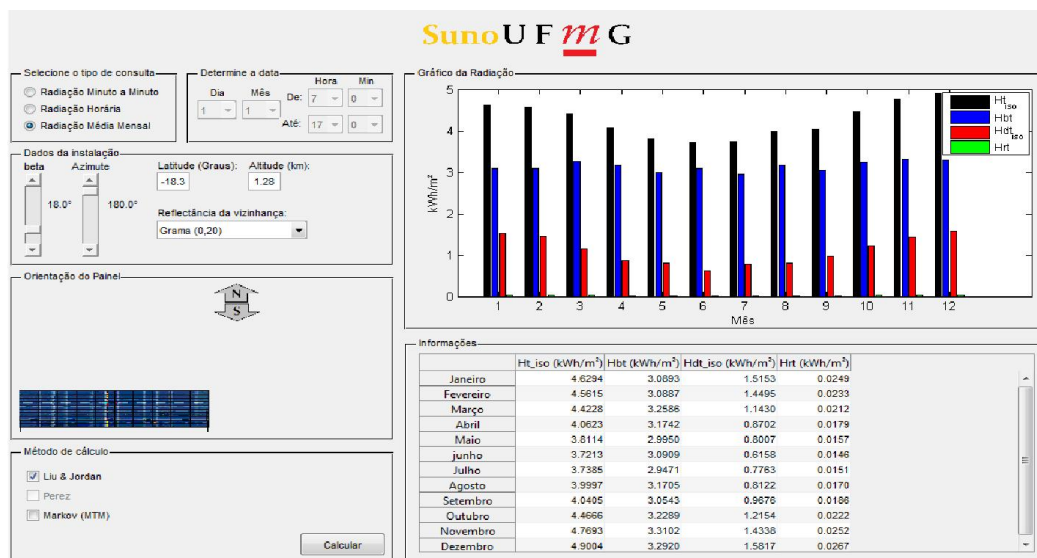 SunoUFmG
Selecione o tipo de consulta
Radiação Minuto a Minuto
Radiação Horária
Radiação Média Mensal
Determine a data
Hora Min
Dia Mês
De: 7 0
1 1
Até: 17 0
Dados da instalação
beta Azimute Latitude (Graus): Altitude (km):
-18.3 1.28
18.0° 180.0°
Reflectância da vizinhança:
Grama (0,20)
Orientação do Painel
N
S
Método de cálculo
Liu & Jordan
Perez
Markov (MTM)
Calcular
Gráfico da Radiação
5
4
3
2
1
0
kWh/m²
Ht_iso
Hbt
Hdt_iso
Hrt
1 2 3 4 5 6 7 8 9 10 11 12
Mês
Informações
Ht_iso (kWh/m²) Hbt (kWh/m²) Hdt_iso (kWh/m²) Hrt (kWh/m²)
Janeiro 4.6294 3.0893 1.5153 0.0249
Fevereiro 4.5615 3.0887 1.4495 0.0233
Março 4.4228 3.2586 1.1430 0.0212
Abril 4.0623 3.1742 0.8702 0.0179
Maio 3.8114 2.9950 0.8007 0.0157
junho 3.7213 3.0909 0.6158 0.0146
Julho 3.7385 2.9471 0.7763 0.0151
Agosto 3.9997 3.1705 0.8122 0.0170
Setembro 4.0405 3.0543 0.9676 0.0186
Outubro 4.4666 3.2289 1.2154 0.0222
Novembro 4.7693 3.3102 1.4338 0.0252
Dezembro 4.9004 3.2920 1.5817 0.0267